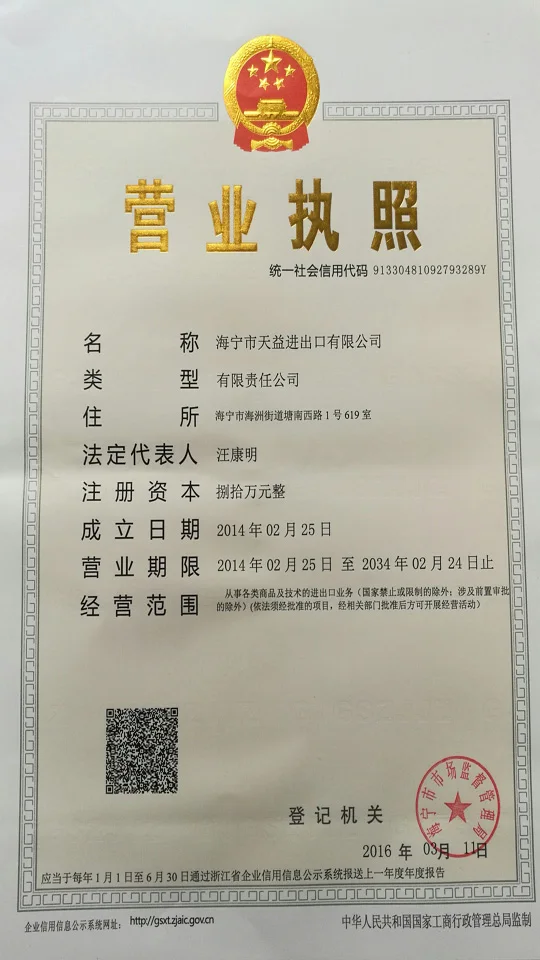 营业执照
统一社会信用代码 91330481092793289Y
名称 海宁市天益进出口有限公司
类型 有限责任公司
住所 海宁市海洲街道塘南西路1号619室
法定代表人 汪康明
注册资本 捌拾万元整
成立日期 2014年02月25日
营业期限 2014年02月25日 至 2034年02月24日止
经营范围 从事各类商品及技术的进出口业务（国家禁止或限制的除外；涉及前置审批
的除外）(依法须经批准的项目，经相关部门批准后方可开展经营活动)
海宁市市场监督管理局
登记机关
2016 年 03月 11日
应当于每年1月1日至6月30日通过浙江省企业信用信息公示系统报送上一年度年度报告
企业信用信息公示系统网址： http://gsxt.zjaic.gov.cn
中华人民共和国国家工商行政管理总局监制